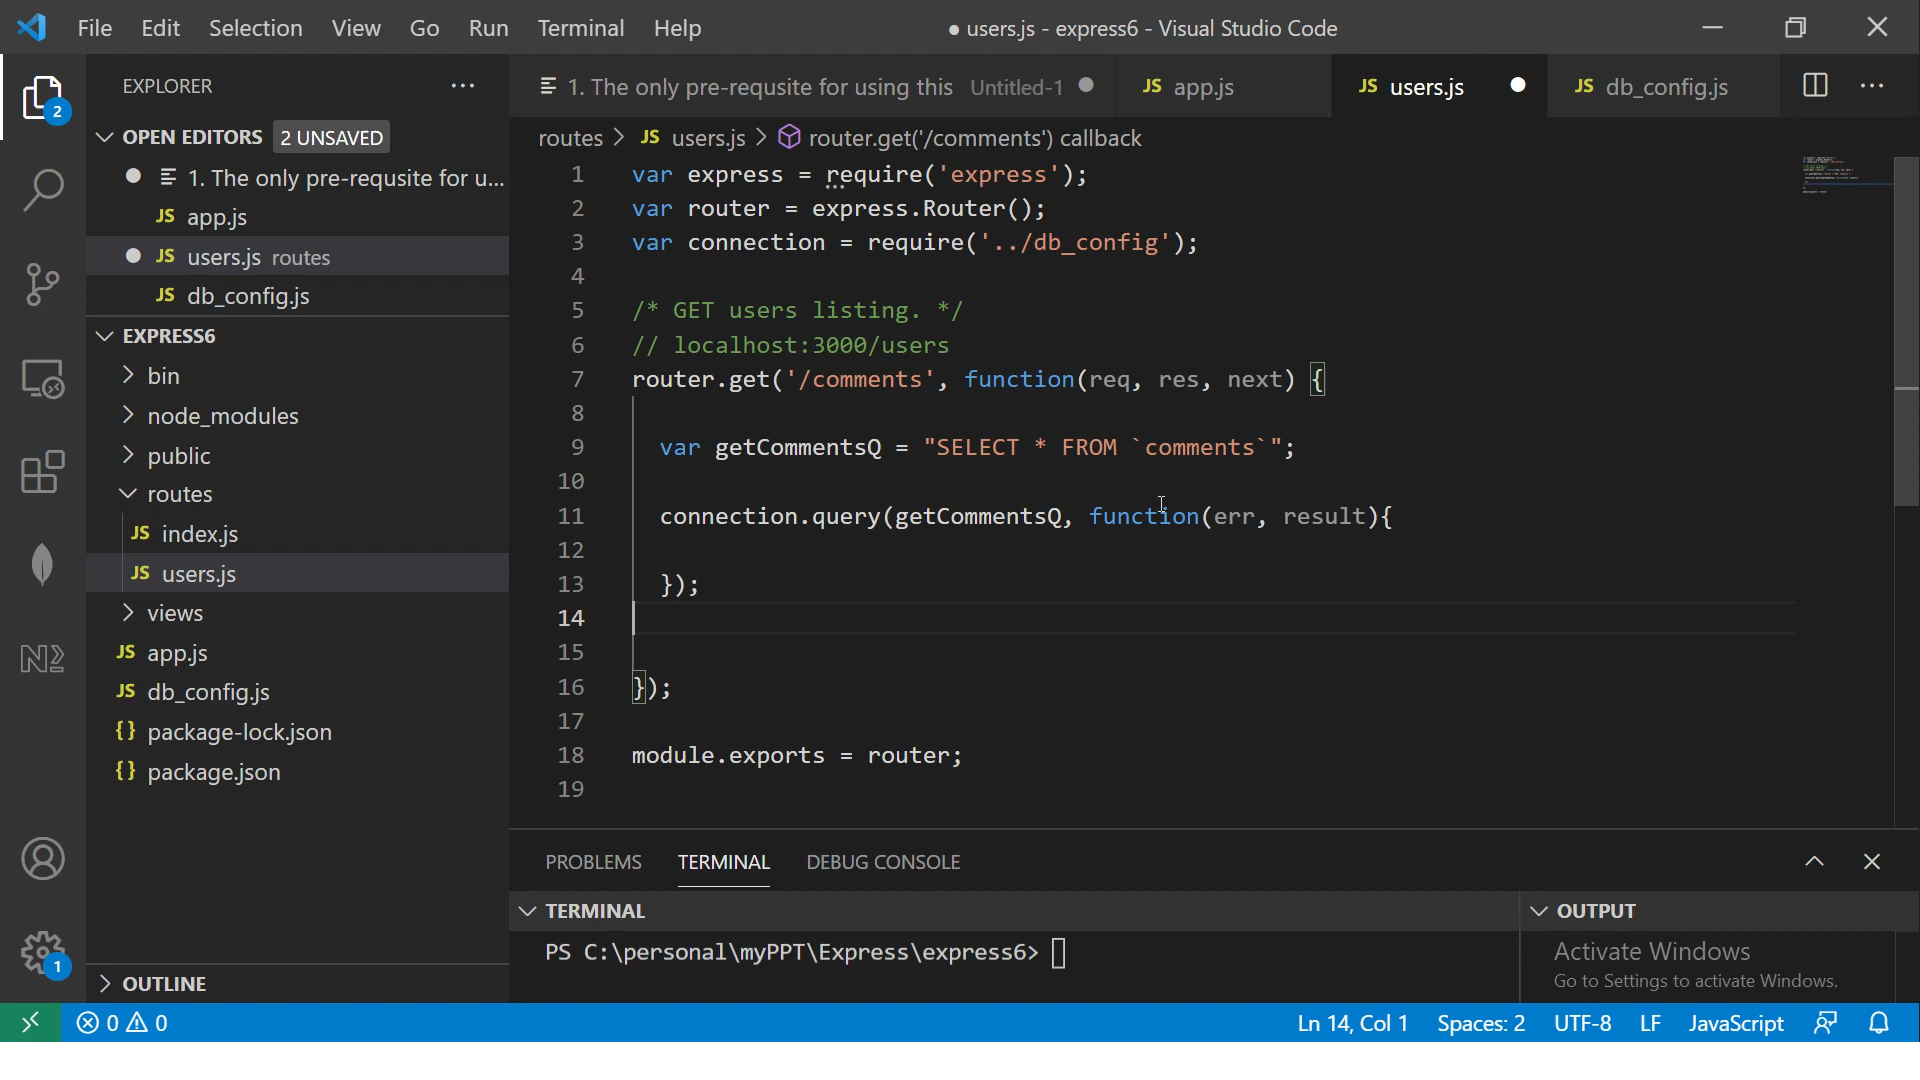 File Edit Selection View Go Run Terminal Help
● users.js - express6 - Visual Studio Code
EXPLORER
OPEN EDITORS 2 UNSAVED
1. The only pre-requsite for u...
JS app.js
JS users.js routes
JS db_config.js
EXPRESS6
bin
node_modules
public
routes
JS index.js
JS users.js
views
JS app.js
JS db_config.js
{} package-lock.json
{} package.json
OUTLINE
2
1
1. The only pre-requsite for using this Untitled-1
JS app.js
JS users.js
JS db_config.js
routes > JS users.js > router.get('/comments') callback
1 var express = require('express');
2 var router = express.Router();
3 var connection = require('../db_config');
4
5 /* GET users listing. */
6 // localhost:3000/users
7 router.get('/comments', function(req, res, next) {
8
9 var getCommentsQ = "SELECT * FROM `comments`";
10
11 connection.query(getCommentsQ, function(err, result){
12
13 });
14
15
16 });
17
18 module.exports = router;
19
PROBLEMS TERMINAL DEBUG CONSOLE
TERMINAL
PS C:\personal\myPPT\Express\express6>
OUTPUT
Activate Windows
Go to Settings to activate Windows.
0 0
Ln 14, Col 1 Spaces: 2 UTF-8 LF JavaScript